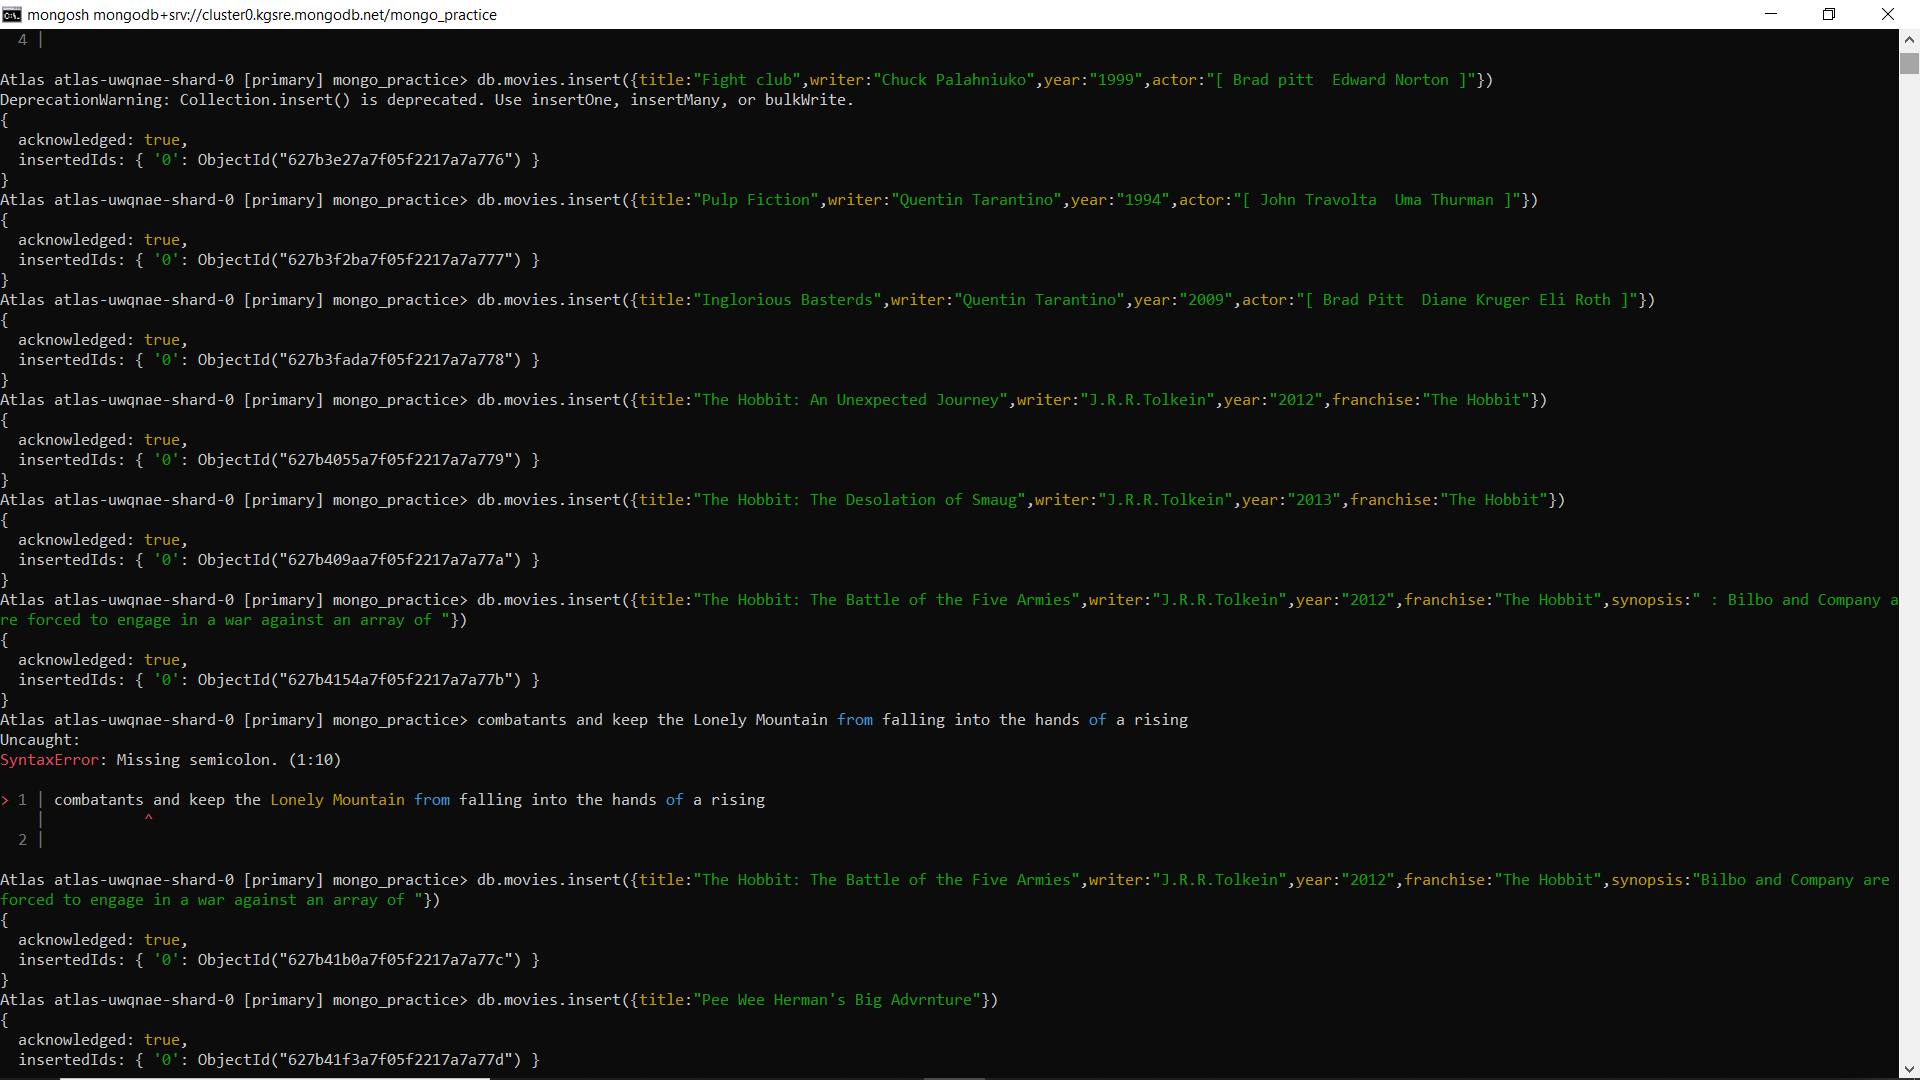 mongosh mongodb+srv://cluster0.kgsre.mongodb.net/mongo_practice
4 |
Atlas atlas-uwqnae-shard-0 [primary] mongo_practice> db.movies.insert({title:"Fight club",writer:"Chuck Palahniuko",year:"1999",actor:"[ Brad pitt  Edward Norton ]"})
DeprecationWarning: Collection.insert() is deprecated. Use insertOne, insertMany, or bulkWrite.
{
  acknowledged: true,
  insertedIds: { '0': ObjectId("627b3e27a7f05f2217a7a776") }
}
Atlas atlas-uwqnae-shard-0 [primary] mongo_practice> db.movies.insert({title:"Pulp Fiction",writer:"Quentin Tarantino",year:"1994",actor:"[ John Travolta  Uma Thurman ]"})
{
  acknowledged: true,
  insertedIds: { '0': ObjectId("627b3f2ba7f05f2217a7a777") }
}
Atlas atlas-uwqnae-shard-0 [primary] mongo_practice> db.movies.insert({title:"Inglorious Basterds",writer:"Quentin Tarantino",year:"2009",actor:"[ Brad Pitt  Diane Kruger Eli Roth ]"})
{
  acknowledged: true,
  insertedIds: { '0': ObjectId("627b3fada7f05f2217a7a778") }
}
Atlas atlas-uwqnae-shard-0 [primary] mongo_practice> db.movies.insert({title:"The Hobbit: An Unexpected Journey",writer:"J.R.R.Tolkein",year:"2012",franchise:"The Hobbit"})
{
  acknowledged: true,
  insertedIds: { '0': ObjectId("627b4055a7f05f2217a7a779") }
}
Atlas atlas-uwqnae-shard-0 [primary] mongo_practice> db.movies.insert({title:"The Hobbit: The Desolation of Smaug",writer:"J.R.R.Tolkein",year:"2013",franchise:"The Hobbit"})
{
  acknowledged: true,
  insertedIds: { '0': ObjectId("627b409aa7f05f2217a7a77a") }
}
Atlas atlas-uwqnae-shard-0 [primary] mongo_practice> db.movies.insert({title:"The Hobbit: The Battle of the Five Armies",writer:"J.R.R.Tolkein",year:"2012",franchise:"The Hobbit",synopsis:" : Bilbo and Company a
re forced to engage in a war against an array of "})
{
  acknowledged: true,
  insertedIds: { '0': ObjectId("627b4154a7f05f2217a7a77b") }
}
Atlas atlas-uwqnae-shard-0 [primary] mongo_practice> combatants and keep the Lonely Mountain from falling into the hands of a rising
Uncaught:
SyntaxError: Missing semicolon. (1:10)
> 1 | combatants and keep the Lonely Mountain from falling into the hands of a rising
    |           ^
  2 |
Atlas atlas-uwqnae-shard-0 [primary] mongo_practice> db.movies.insert({title:"The Hobbit: The Battle of the Five Armies",writer:"J.R.R.Tolkein",year:"2012",franchise:"The Hobbit",synopsis:"Bilbo and Company are
forced to engage in a war against an array of "})
{
  acknowledged: true,
  insertedIds: { '0': ObjectId("627b41b0a7f05f2217a7a77c") }
}
Atlas atlas-uwqnae-shard-0 [primary] mongo_practice> db.movies.insert({title:"Pee Wee Herman's Big Advrnture"})
{
  acknowledged: true,
  insertedIds: { '0': ObjectId("627b41f3a7f05f2217a7a77d") }